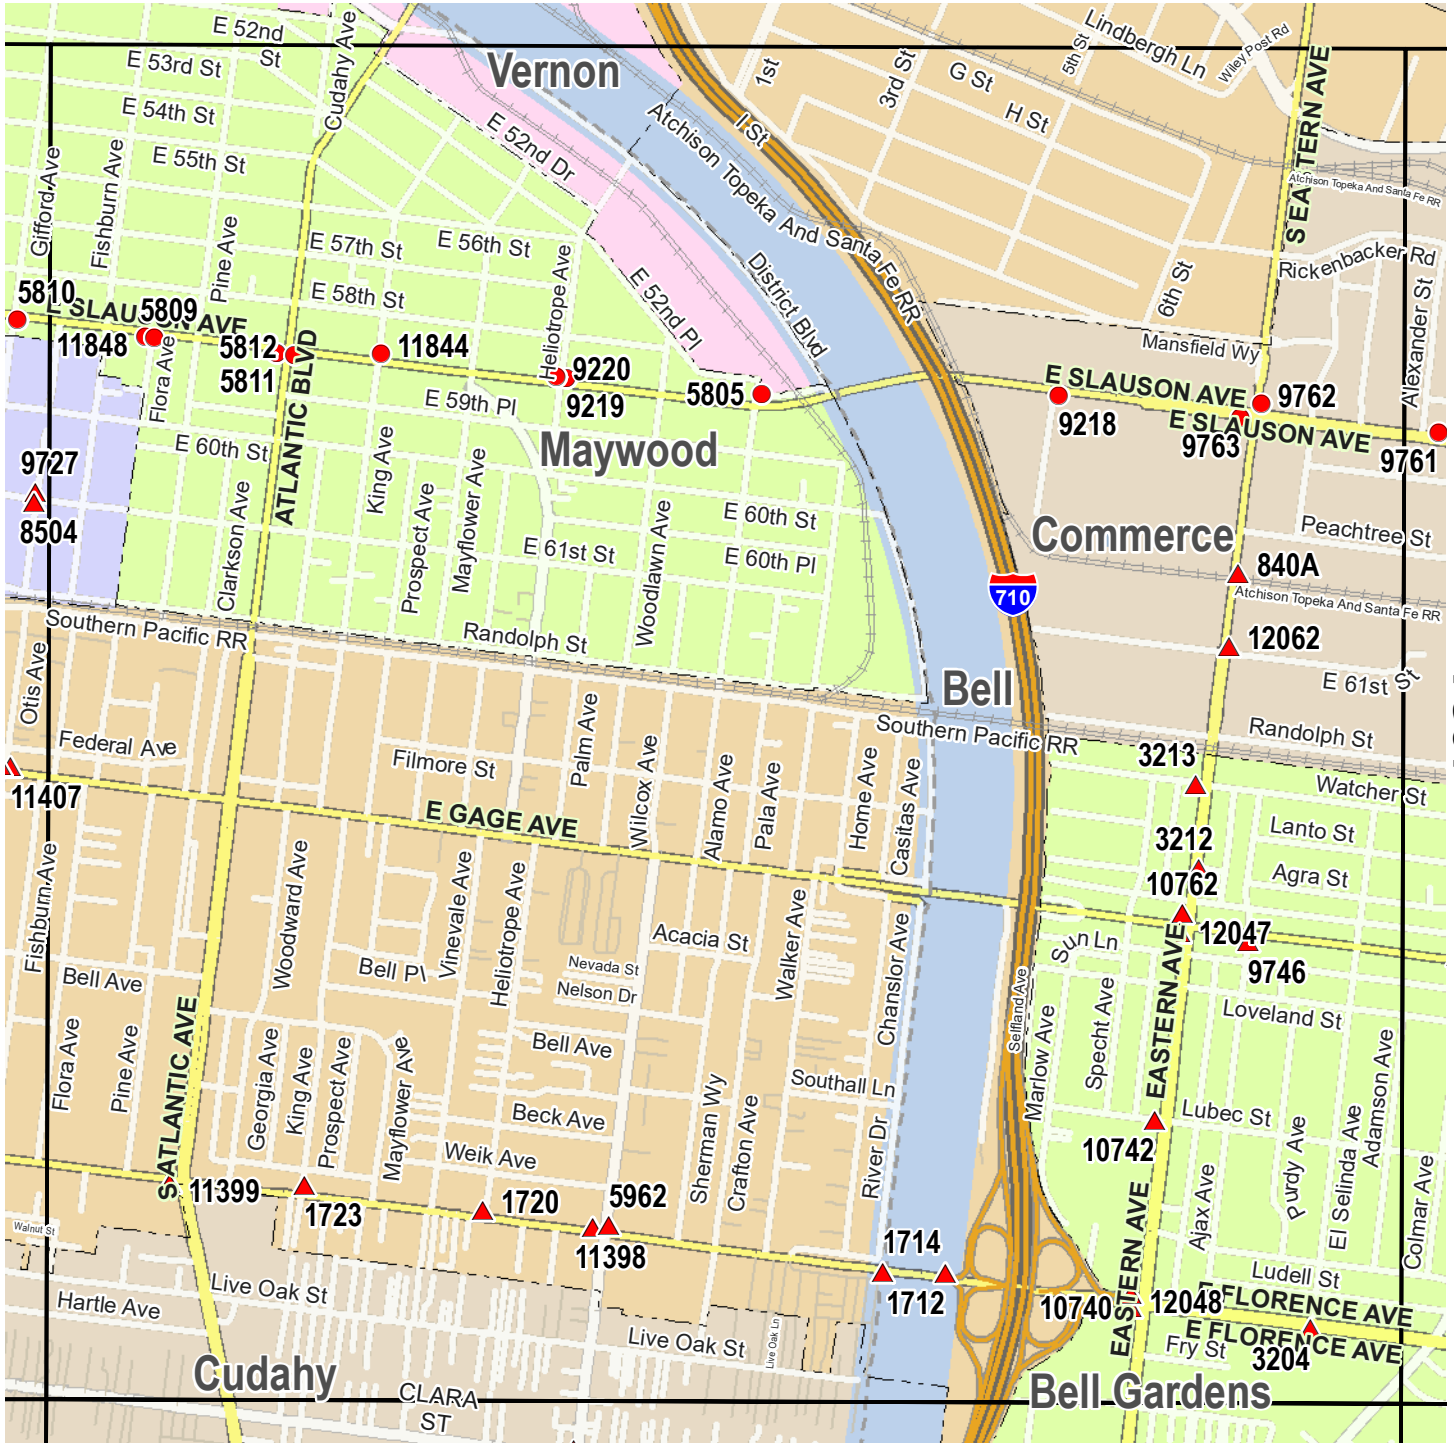 E 52nd
St
Cudahy Ave
Vernon
Lindbergh Ln
Wiley Post Rd
E 53rd St
1st
3rd St
5th St
G St
H St
E 54th St
E 52nd Dr
I St
SEASTERN AVE
E 55th St
Fishburn Ave
Gifford Ave
Atchison Topeka And Santa Fe RR
Atchison Topeka And Santa Fe RR
Pine Ave
E 57th St
E 56th St
Heliotrope Ave
E 52nd Pl
District Blvd
6th St
Rickenbacker Rd
Alexander St
E 58th St
5810
E SLAUSON AVE
5809
11848
5812
5811
11844
9220
9219
5805
Mansfield Wy
E SLAUSON AVE
9762
E SLAUSON AVE
9218
9763
9761
Flora Ave
ATLANTIC BLVD
E 59th Pl
E 60th St
King Ave
Maywood
9727
8504
Clarkson Ave
Prospect Ave
Mayflower Ave
Woodlawn Ave
E 60th St
E 61st St
E 60th Pl
Commerce
Peachtree St
840A
710
Atchison Topeka And Santa Fe RR
12062
Southern Pacific RR
Randolph St
E 61st St
Bell
Otis Ave
Southern Pacific RR
Randolph St
Federal Ave
Filmore St
Palm Ave
Wilcox Ave
Alamo Ave
Pala Ave
Home Ave
Casitas Ave
3213
Watcher St
11407
E GAGE AVE
Lanto St
3212
Agra St
10762
Fishburn Ave
Woodward Ave
Vinevale Ave
Heliotrope Ave
Walker Ave
Chanslor Ave
Acacia St
12047
9746
Sun Ln
Bell Ave
Bell Pl
Nevada St
Nelson Dr
Selfland Ave
Marlow Ave
Specht Ave
EASTERN AVE
Loveland St
Flora Ave
Pine Ave
S ATLANTIC AVE
Georgia Ave
King Ave
Prospect Ave
Mayflower Ave
Bell Ave
Southall Ln
Beck Ave
Sherman Wy
Crafton Ave
River Dr
Lubec St
10742
Purdy Ave
El Selinda Ave
Adamson Ave
Weik Ave
11399
1723
1720
5962
11398
1714
1712
Ajax Ave
Colmar Ave
Walnut St
EASTERN AVE
10740
12048
Ludell St
E FLORENCE AVE
E FLORENCE AVE
3204
Fry St
Live Oak St
Hartle Ave
Live Oak St
Live Oak Ln
Cudahy
CLARA
ST
Bell Gardens